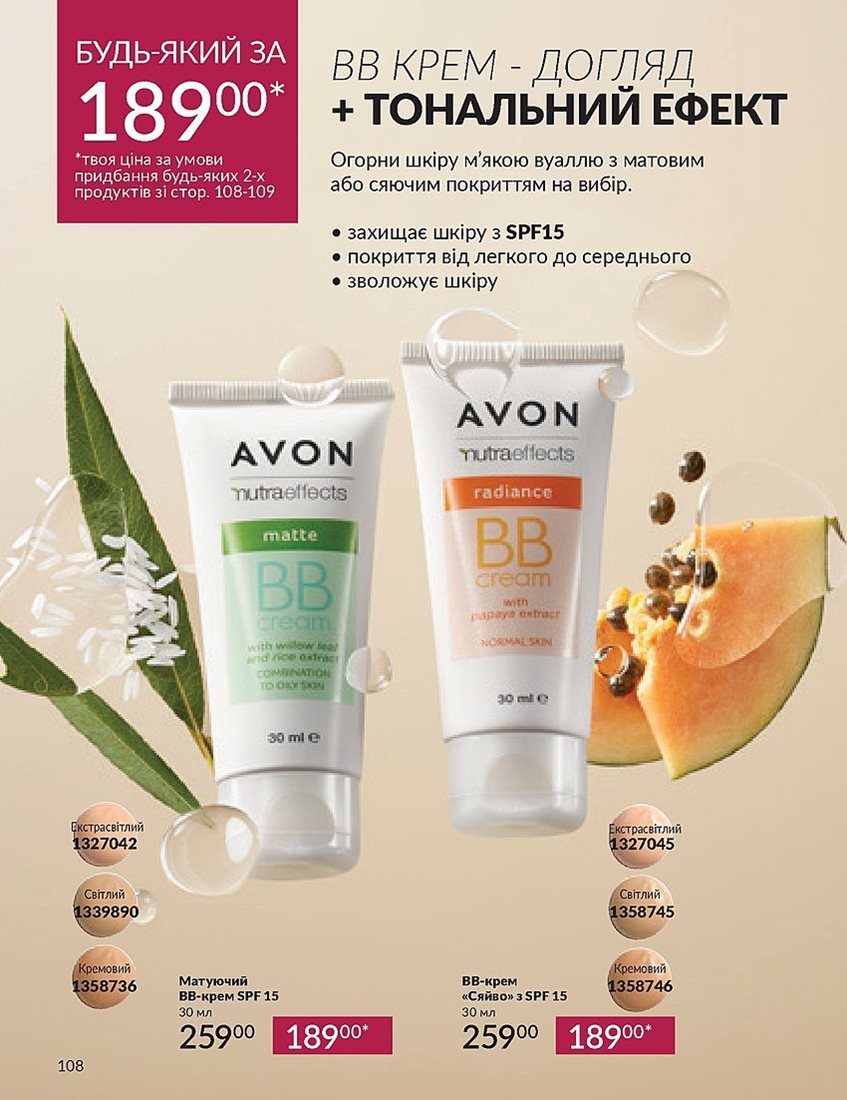 БУДЬ-ЯКИЙ ЗА
189⁰⁰*
*твоя ціна за умови
придбання будь-яких 2-х
продуктів зі стор. 108-109
BB КРЕМ - ДОГЛЯД
+ ТОНАЛЬНИЙ ЕФЕКТ
Огорни шкіру м’якою вуаллю з матовим
або сяючим покриттям на вибір.
• захищає шкіру з SPF15
• покриття від легкого до середнього
• зволожує шкіру
AVON
nutraeffects
matte
BB
cream
with willow leaf
and rice extract
COMBINATION
TO OILY SKIN
30 ml e
AVON
nutraeffects
radiance
BB
cream
with
papaya extract
NORMAL SKIN
30 ml e
Екстрасвітлий
1327042
Світлий
1339890
Кремовий
1358736
Екстрасвітлий
1327045
Світлий
1358745
Кремовий
1358746
Матуючий
BB-крем SPF 15
30 мл
259⁰⁰ 189⁰⁰*
BB-крем
«Сяйво» з SPF 15
30 мл
259⁰⁰ 189⁰⁰*
108